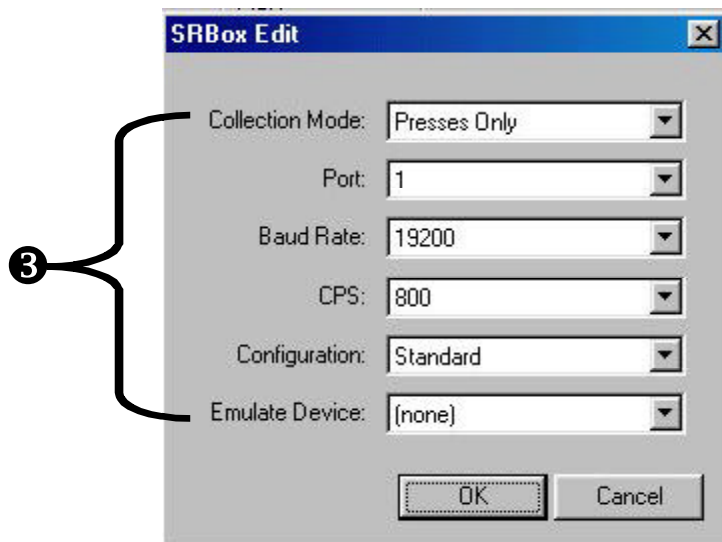 SRBox Edit
Collection Mode: Presses Only
Port: 1
Baud Rate: 19200
❸
CPS: 800
Configuration: Standard
Emulate Device: (none)
OK Cancel